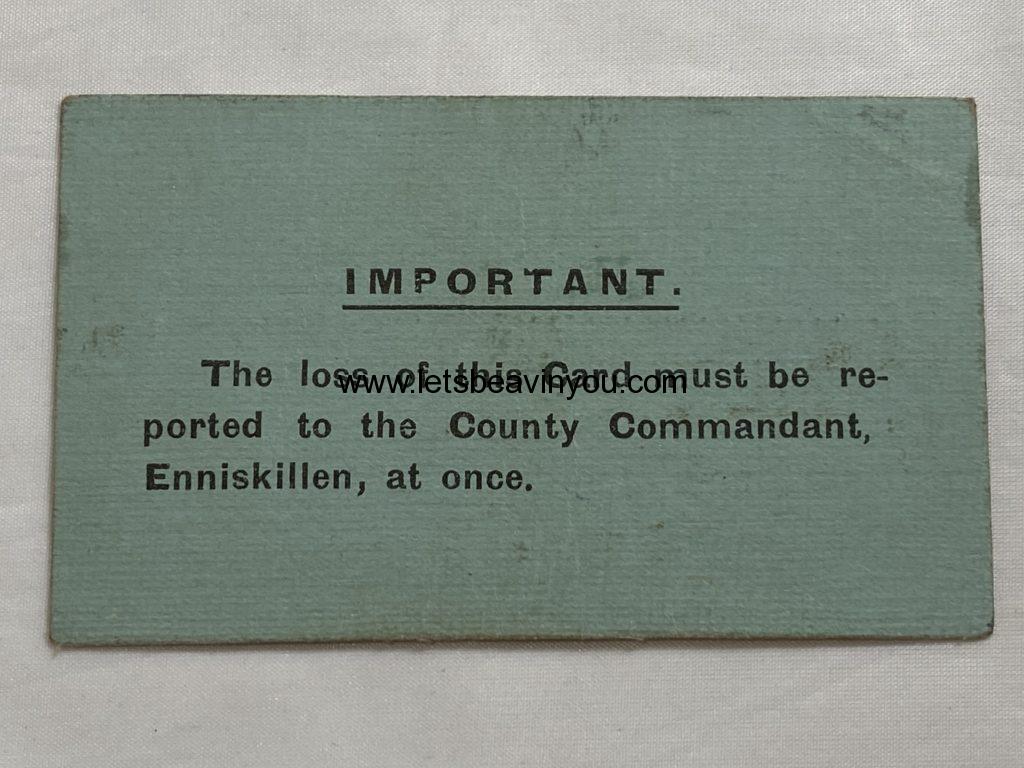 IMPORTANT.
The loss of this Card must be re-
www.letsbeavinyou.com
ported to the County Commandant,
Enniskillen, at once.